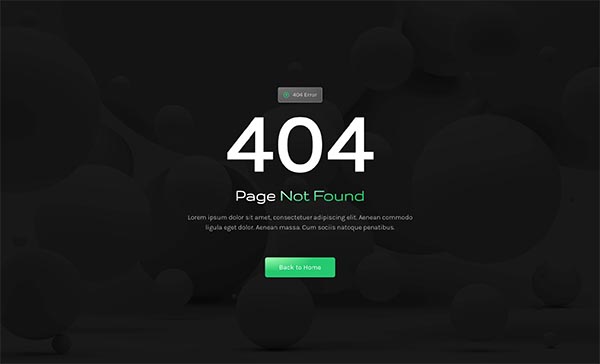 404 Error
404
Page Not Found
Lorem ipsum dolor sit amet, consectetuer adipiscing elit. Aenean commodo
ligula eget dolor. Aenean massa. Cum sociis natoque penatibus.
Back to Home